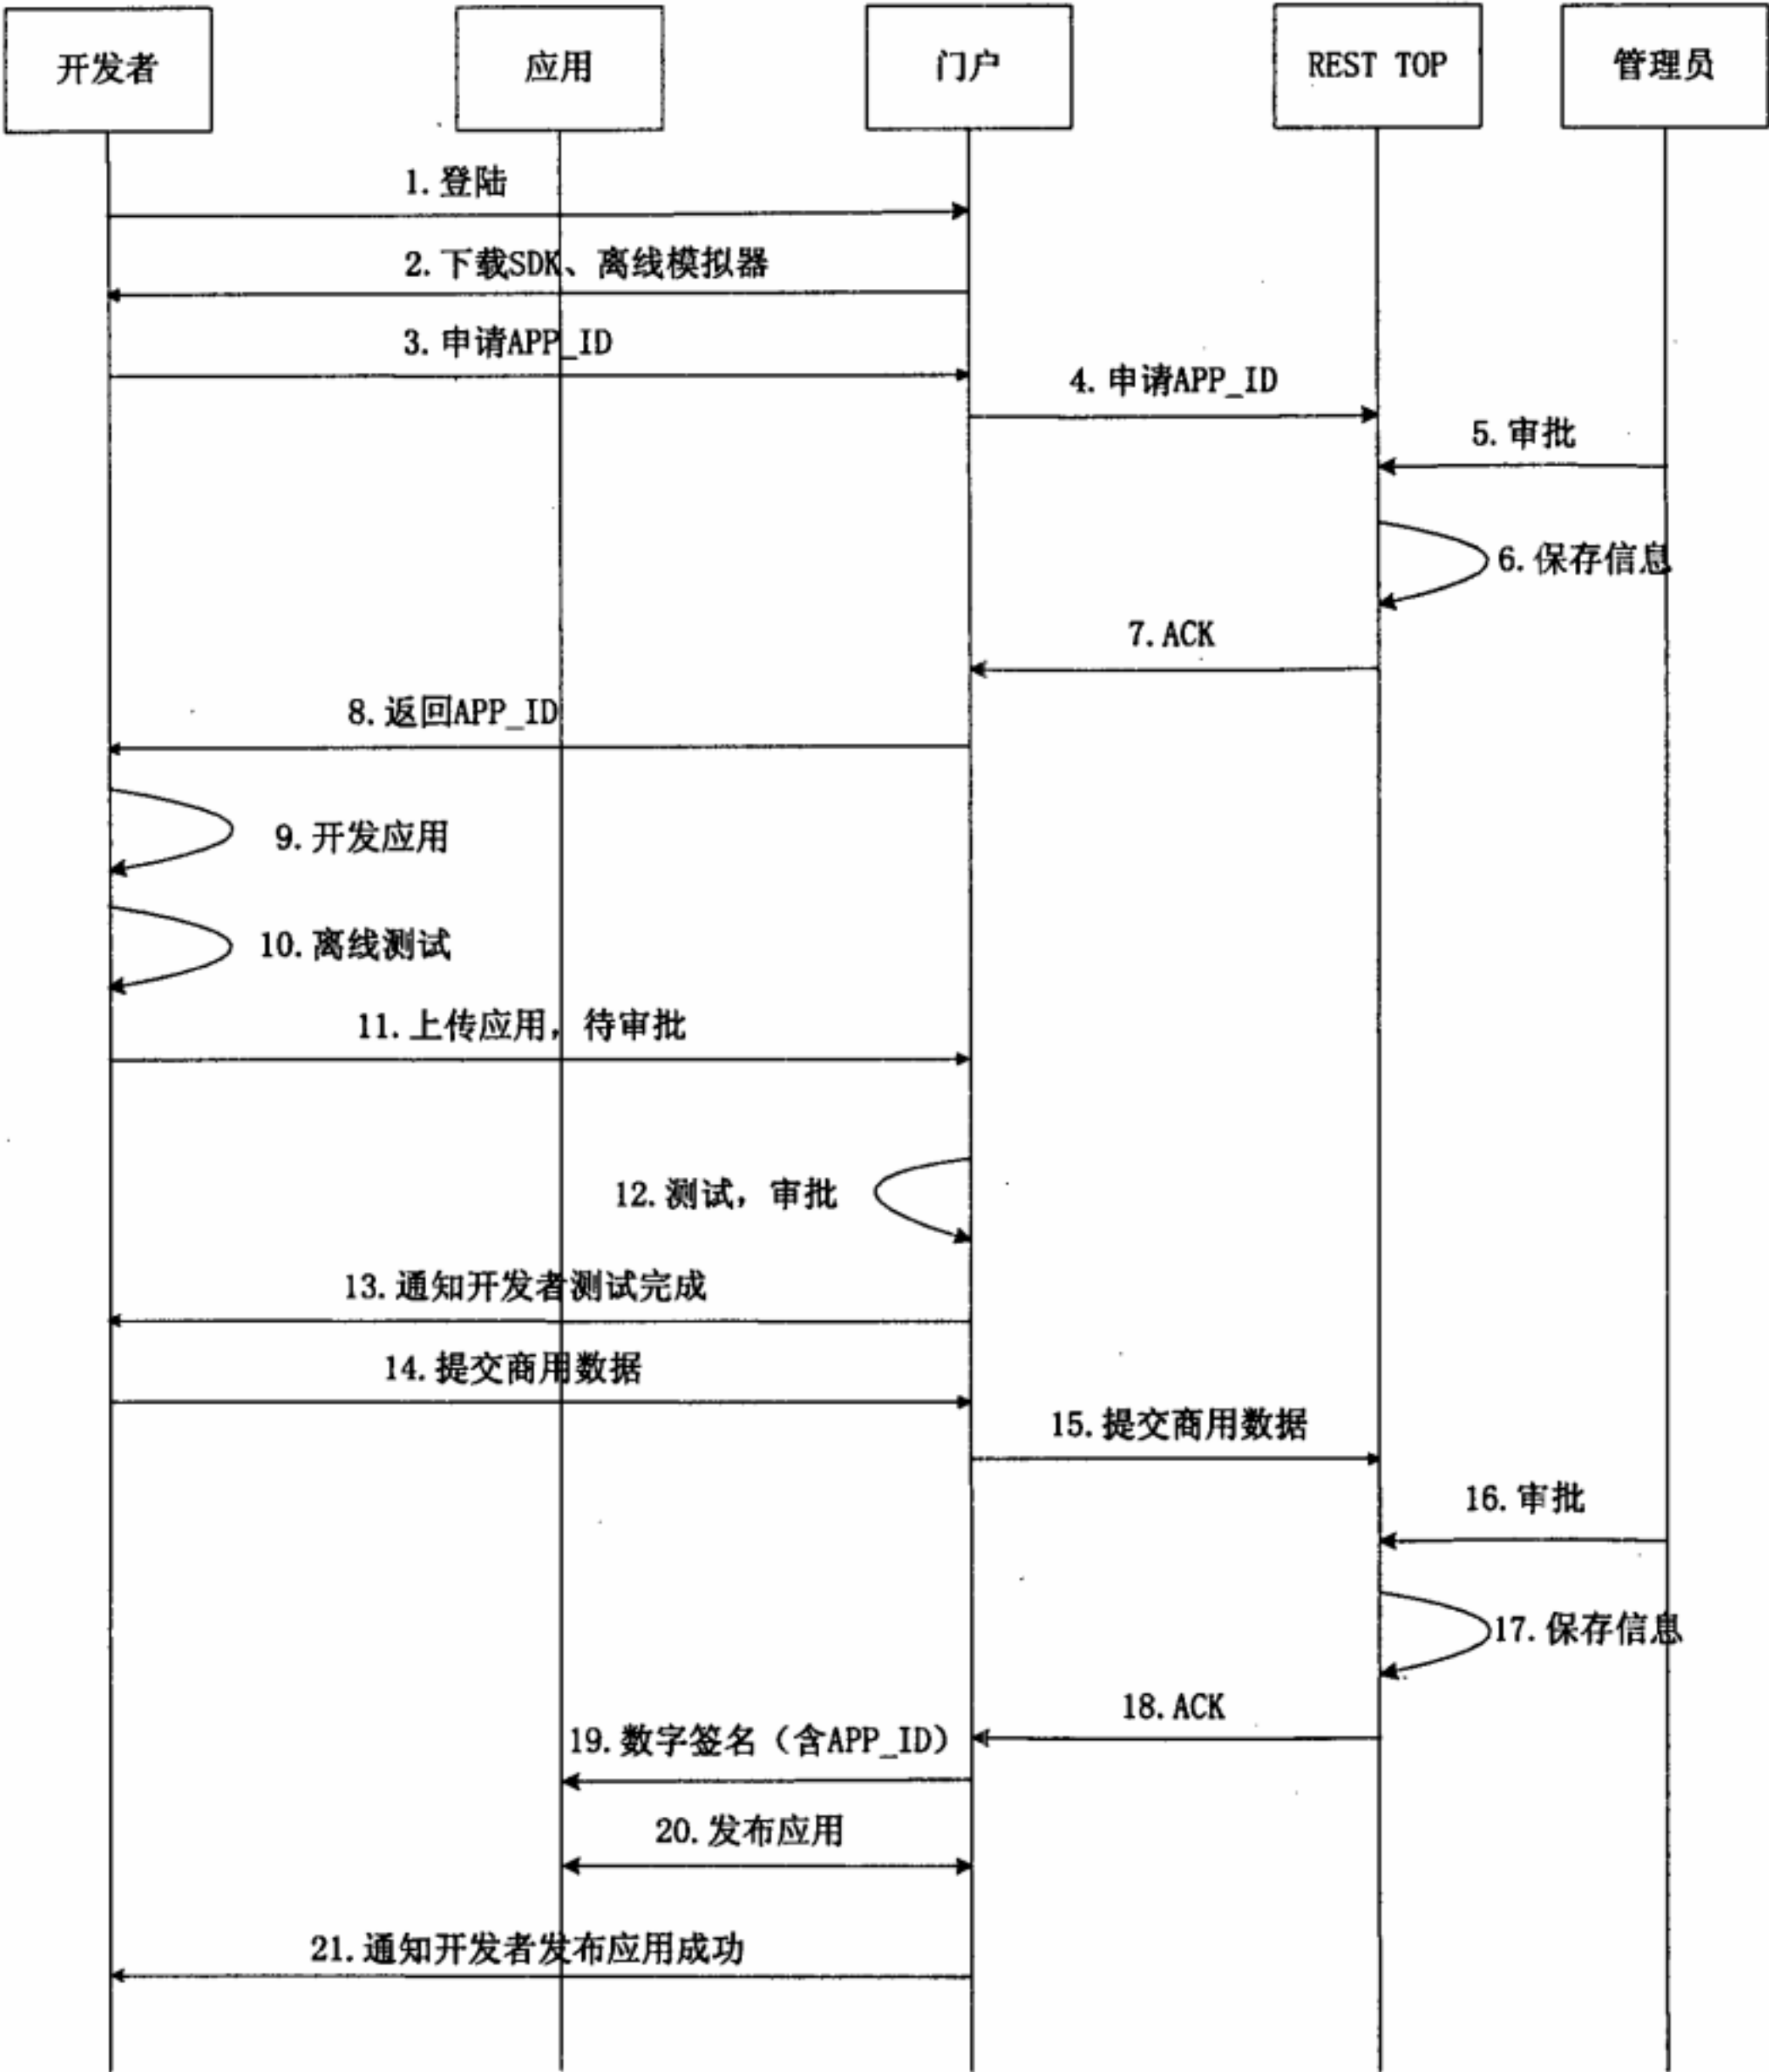 开发者
应用
门户
REST TOP
管理员
1.登陆
2.下载SDK、离线模拟器
3.申请APP_ID
4.申请APP_ID
5.审批
6.保存信息
7.ACK
8.返回APP_ID
9.开发应用
10.离线测试
11.上传应用，待审批
12.测试，审批
13.通知开发者测试完成
14.提交商用数据
15.提交商用数据
16.审批
17.保存信息
18.ACK
19.数字签名（含APP_ID）
20.发布应用
21.通知开发者发布应用成功